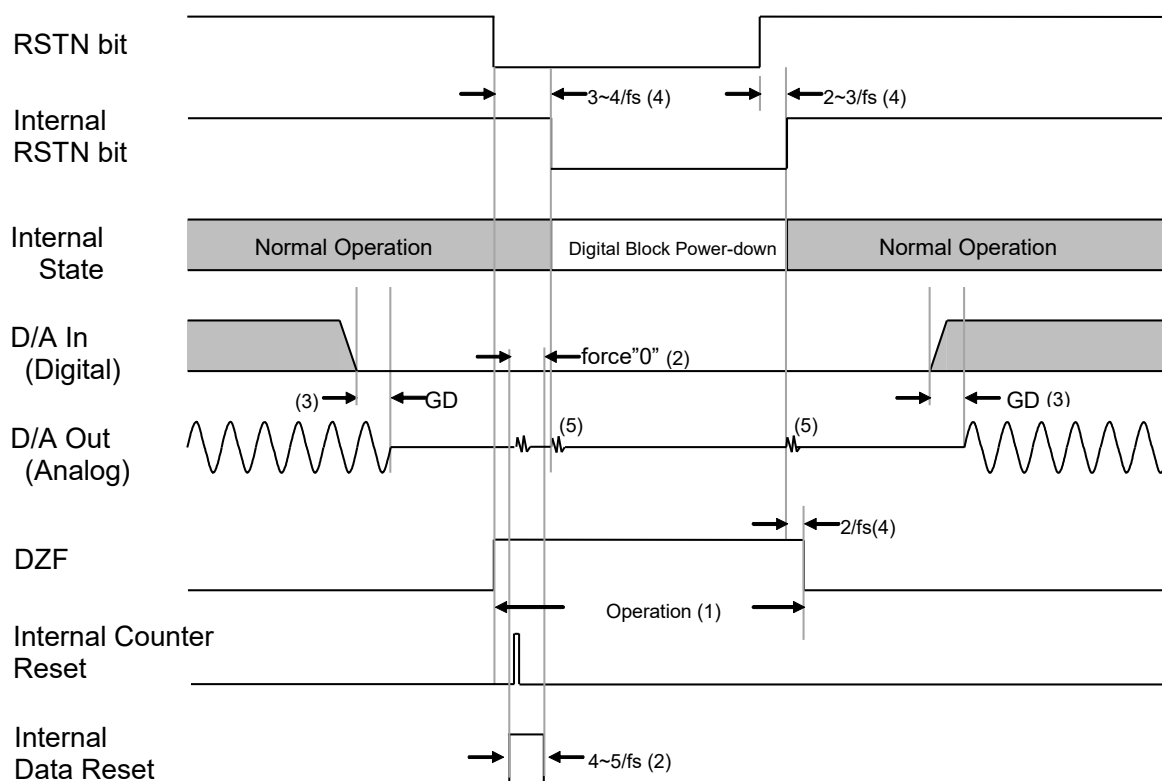 RSTN bit
3~4/fs (4)
2~3/fs (4)
Internal
RSTN bit
Internal
State
Normal Operation
Digital Block Power-down
Normal Operation
D/A In
(Digital)
force”0” (2)
(3)
GD
GD (3)
D/A Out
(Analog)
(5)
(5)
2/fs(4)
DZF
Operation (1)
Internal Counter
Reset
Internal
Data Reset
4~5/fs (2)